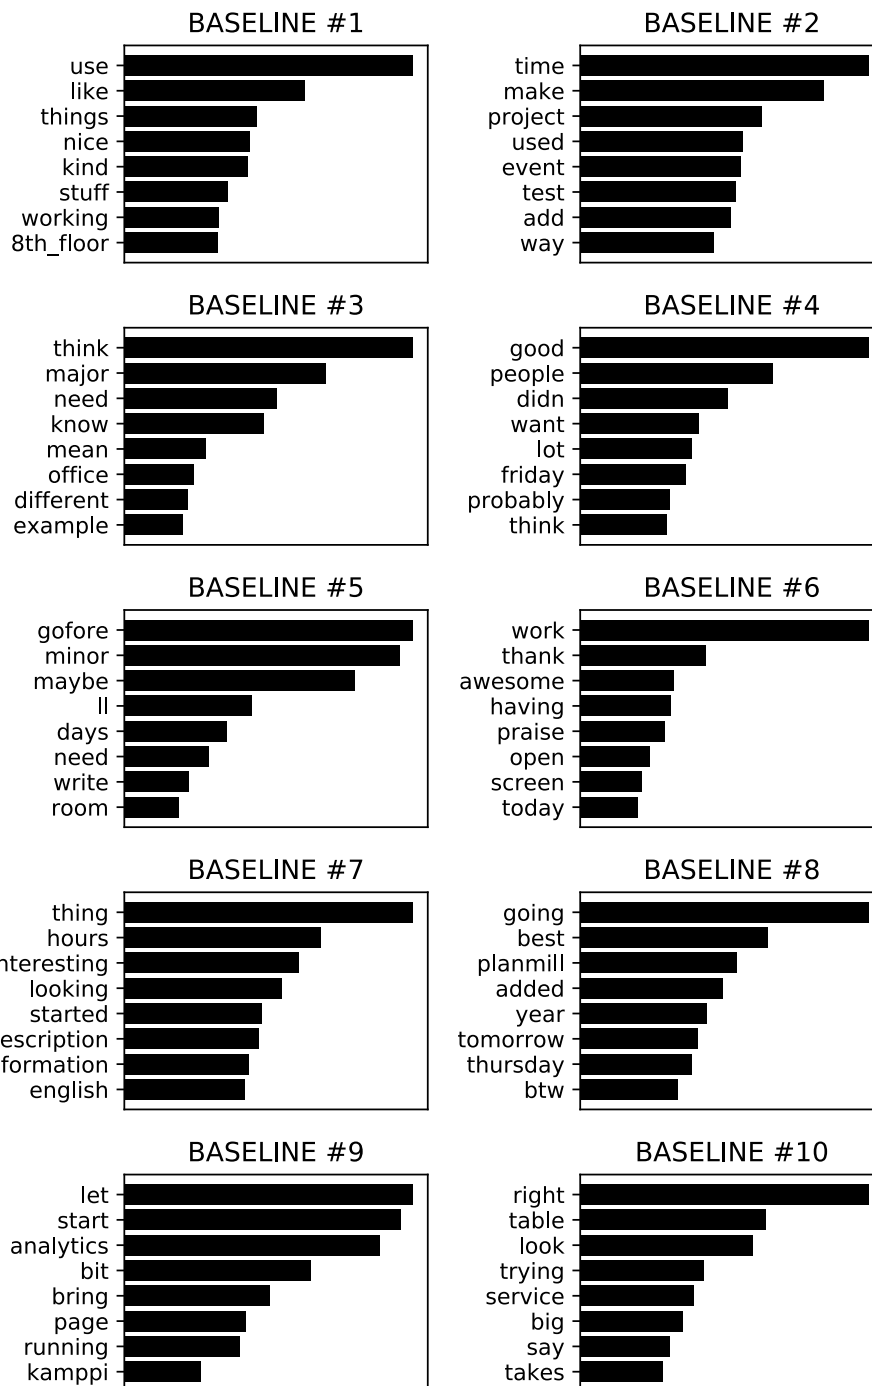 BASELINE #1
use
like
things
nice
kind
stuff
working
8th_floor
BASELINE #2
time
make
project
used
event
test
add
way
BASELINE #3
think
major
need
know
mean
office
different
example
BASELINE #4
good
people
didn
want
lot
friday
probably
think
BASELINE #5
gofore
minor
maybe
ll
days
need
write
room
BASELINE #6
work
thank
awesome
having
praise
open
screen
today
BASELINE #7
thing
hours
nteresting
looking
started
escription
formation
english
BASELINE #8
going
best
planmill
added
year
tomorrow
thursday
btw
BASELINE #9
let
start
analytics
bit
bring
page
running
kamppi
BASELINE #10
right
table
look
trying
service
big
say
takes